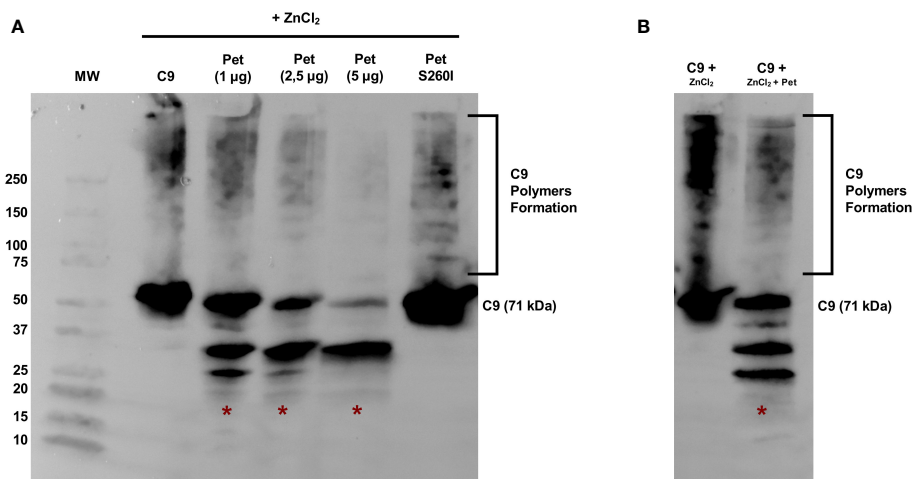 A
+ ZnCl2
MW
C9
Pet
(1 µg)
Pet
(2,5 µg)
Pet
(5 µg)
Pet
S260I
250
150
100
75
50
37
25
20
15
10
C9
Polymers
Formation
C9 (71 kDa)
*
*
*
B
C9 +
ZnCl2
C9 +
ZnCl2 + Pet
C9
Polymers
Formation
C9 (71 kDa)
*